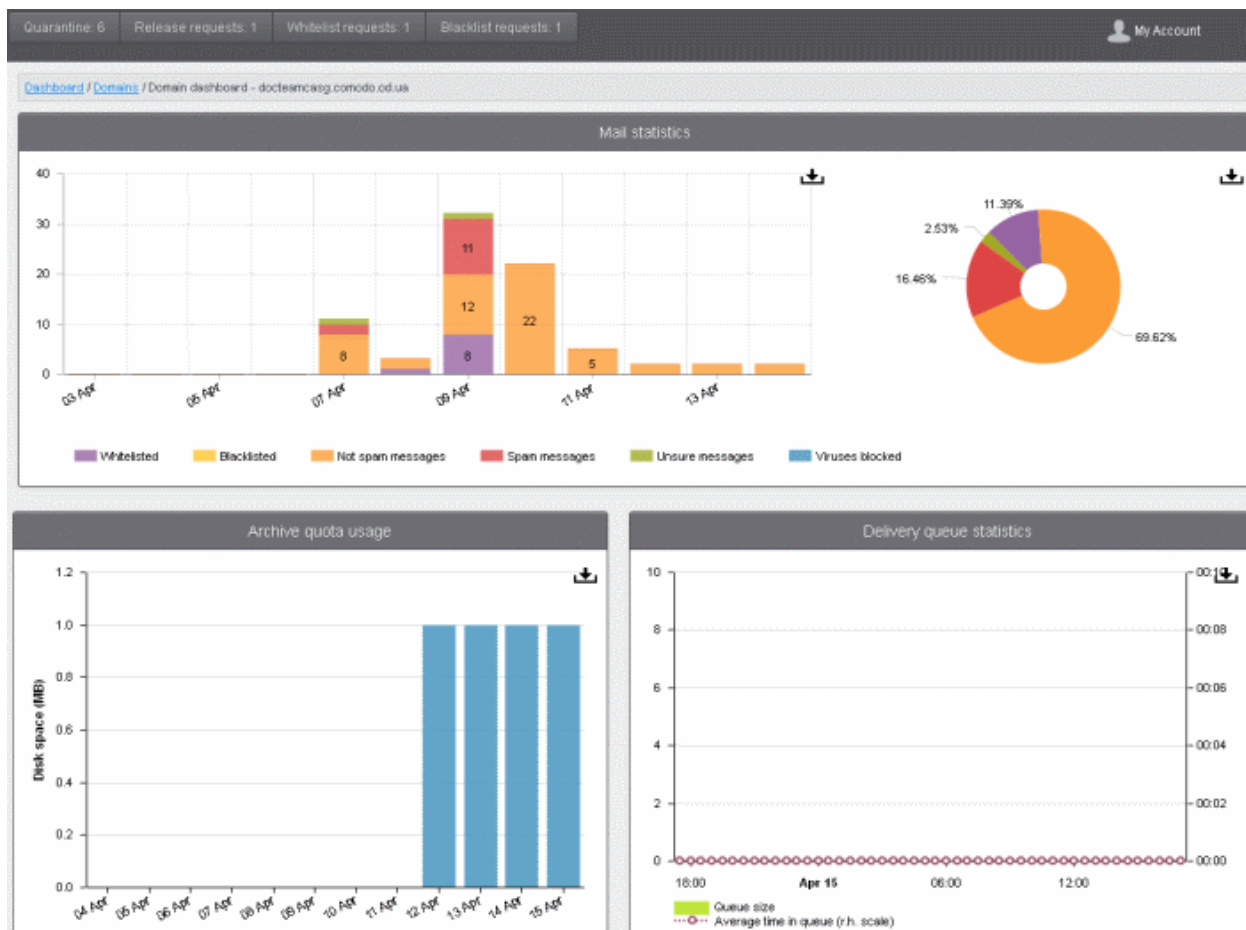 Quarantine: 6 Release requests: 1 Whitelist requests: 1 Blacklist requests: 1 My Account
Dashboard / Domains / Domain dashboard - docteamcasg.comodo.od.ua
Mail statistics
40
30
20
10
0
11
12
8
8
22
5
03 Apr 05 Apr 07 Apr 09 Apr 11 Apr 13 Apr
11.39%
2.53%
16.46%
69.62%
Whitelisted Blacklisted Not spam messages Spam messages Unsure messages Viruses blocked
Archive quota usage
Disk space (MB)
1.2
1.0
0.8
0.6
0.4
0.2
0.0
04 Apr 05 Apr 06 Apr 07 Apr 08 Apr 09 Apr 10 Apr 11 Apr 12 Apr 13 Apr 14 Apr 15 Apr
Delivery queue statistics
10 00:10
8 00:08
6 00:06
4 00:04
2 00:02
0 00:00
18:00 Apr 15 06:00 12:00
Queue size
Average time in queue (r.h. scale)